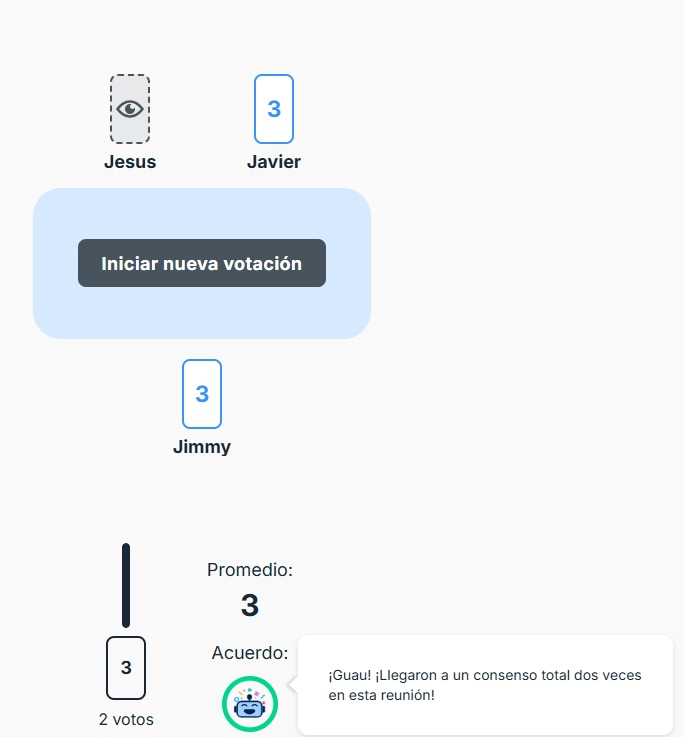 3
Jesus
Javier
Iniciar nueva votación
3
Jimmy
Promedio:
3
Acuerdo:
3
2 votos
¡Guau! ¡Llegaron a un consenso total dos veces
en esta reunión!